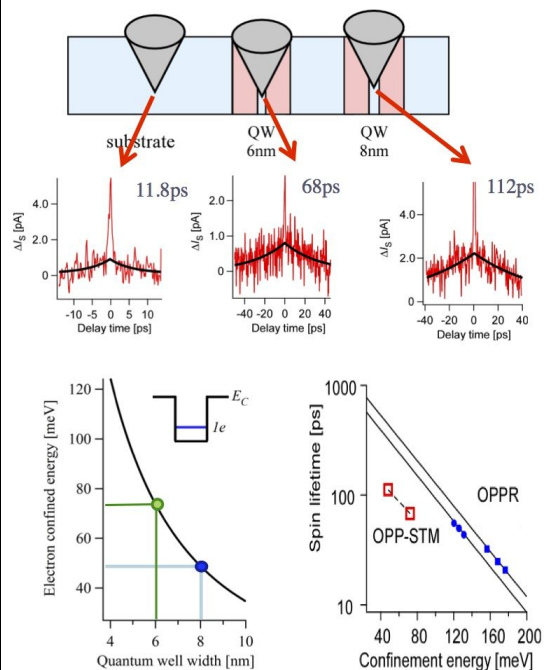 substrate
QW
6nm
QW
8nm
11.8ps
68ps
112ps
ΔIS [pA]
4.0
2.0
0
-10 -5 0 5 10
Delay time [ps]
ΔIS [pA]
2.0
1.0
0
-40 -20 0 20 40
Delay time [ps]
ΔIS [pA]
4.0
2.0
0
-40 -20 0 20 40
Delay time [ps]
Electron confined energy [meV]
120
100
80
60
40
EC
1e
4 6 8 10
Quantum well width [nm]
Spin lifetime [ps]
1000
100
10
OPPR
OPP-STM
40 80 120 160 200
Confinement energy [meV]